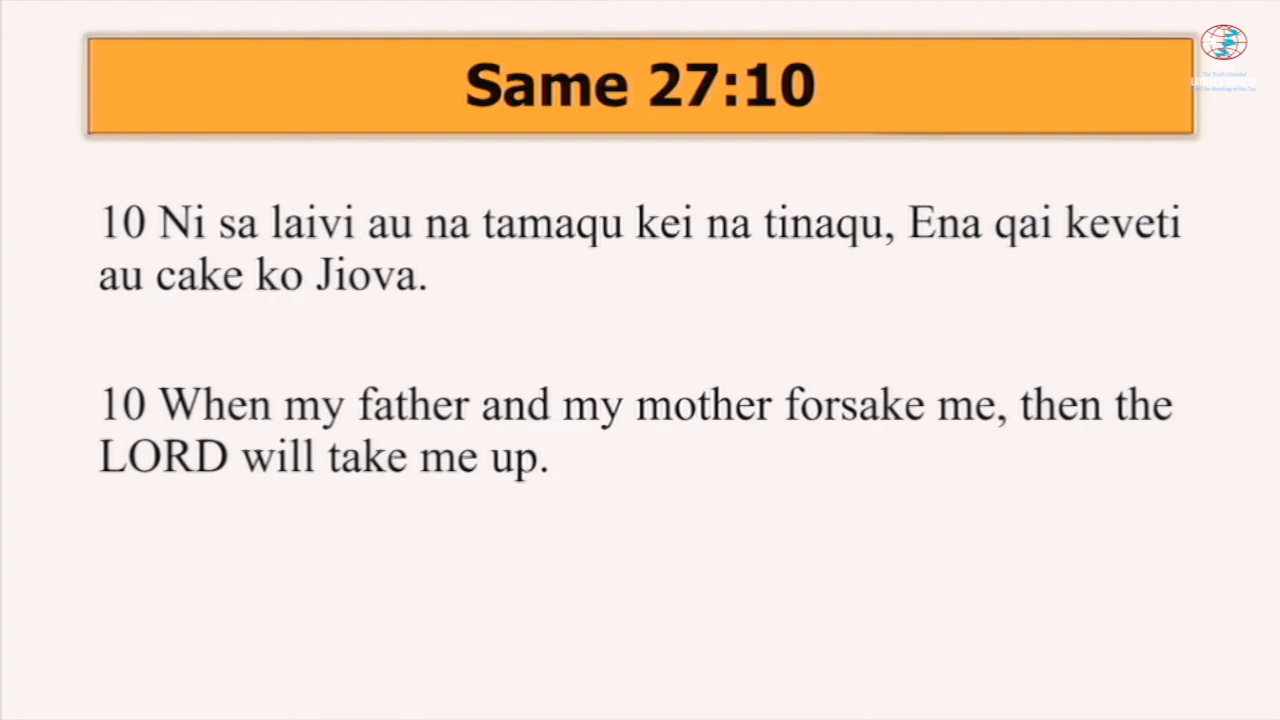 Same 27:10
10 Ni sa laivi au na tamaqu kei na tinaqu, Ena qai keveti
au cake ko Jiova.
10 When my father and my mother forsake me, then the
LORD will take me up.